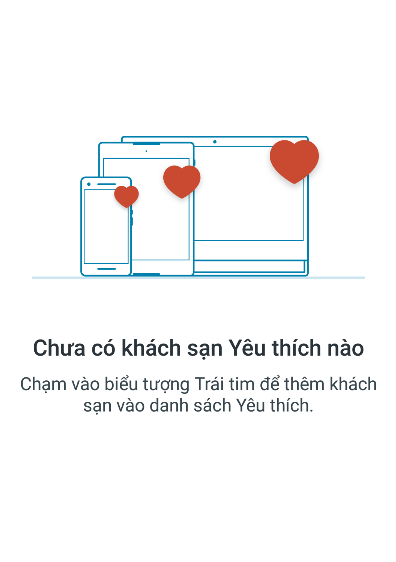 Chưa có khách sạn Yêu thích nào
Chạm vào biểu tượng Trái tim để thêm khách
sạn vào danh sách Yêu thích.